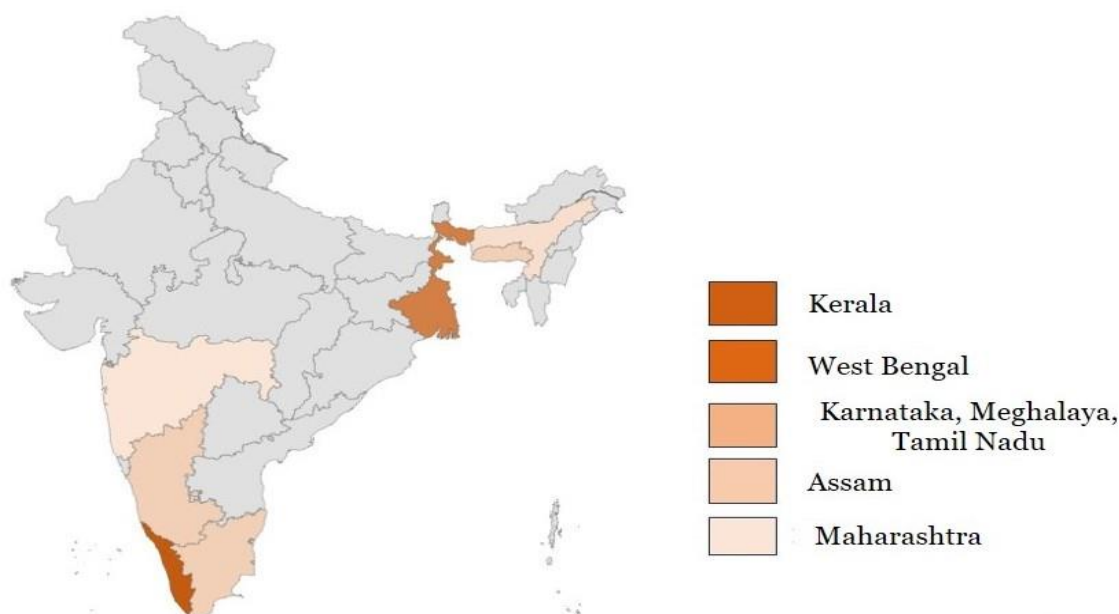 Kerala
West Bengal
Karnataka, Meghalaya,
Tamil Nadu
Assam
Maharashtra